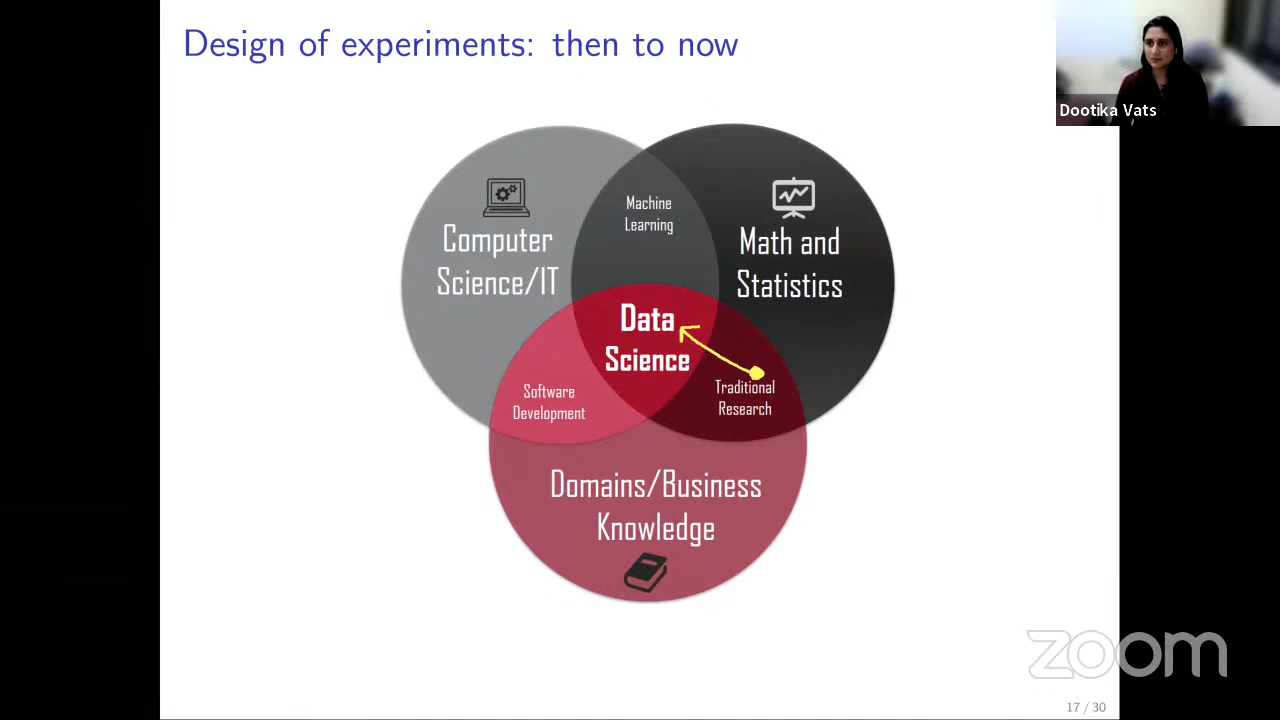 Design of experiments: then to now
Dootika Vats
Machine
Learning
Computer
Science/IT
Math and
Statistics
Data
Science
Software
Development
Traditional
Research
Domains/Business
Knowledge
zoom
17 / 30